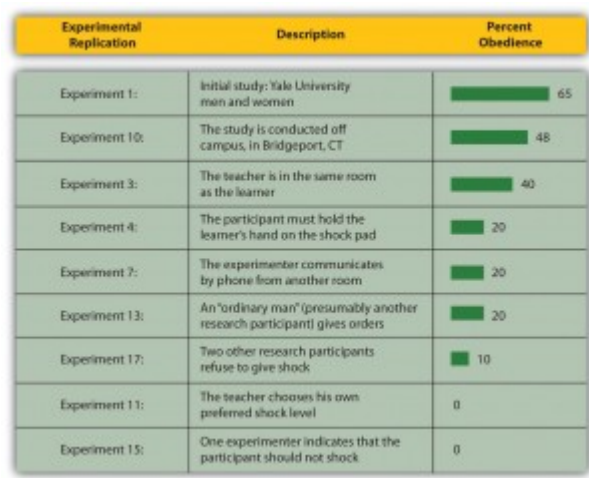 Experimental Replication Description Percent Obedience
Experiment 1: Initial study: Yale University men and women 65
Experiment 10: The study is conducted off campus, in Bridgeport, CT 48
Experiment 3: The teacher is in the same room as the learner 40
Experiment 4: The participant must hold the learner's hand on the shock pad 20
Experiment 7: The experimenter communicates by phone from another room 20
Experiment 13: An "ordinary man" (presumably another research participant) gives orders 20
Experiment 17: Two other research participants refuse to give shock 10
Experiment 11: The teacher chooses his own preferred shock level 0
Experiment 15: One experimenter indicates that the participant should not shock 0